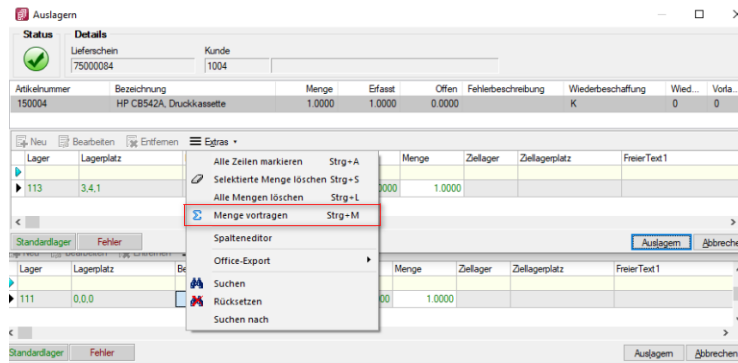 Auslagern
Status Details
Lieferschein Kunde
75000084 1004
Artikelnummer Bezeichnung Menge Erfasst Offen Fehlerbeschreibung Wiederbeschaffung Wied... Vorla...
150004 HP CB542A, Druckkassette 1.0000 1.0000 0.0000 K 0 0
Neu Bearbeiten Entfernen Extras
Lager Lagerplatz Menge Ziellager Ziellagerplatz FreierText1
113 3,4,1 0000 1.0000
Alle Zeilen markieren Strg+A
Selektierte Menge löschen Strg+S
Alle Mengen löschen Strg+L
Menge vortragen Strg+M
Spalteneditor
Office-Export
Suchen
Rücksetzen
Suchen nach
Standardlager Fehler Auslagern Abbreche
Lager Lagerplatz Be Menge Ziellager Ziellagerplatz FreierText1
111 0,0,0 00 1.0000
Standardlager Fehler Auslagern Abbrechen